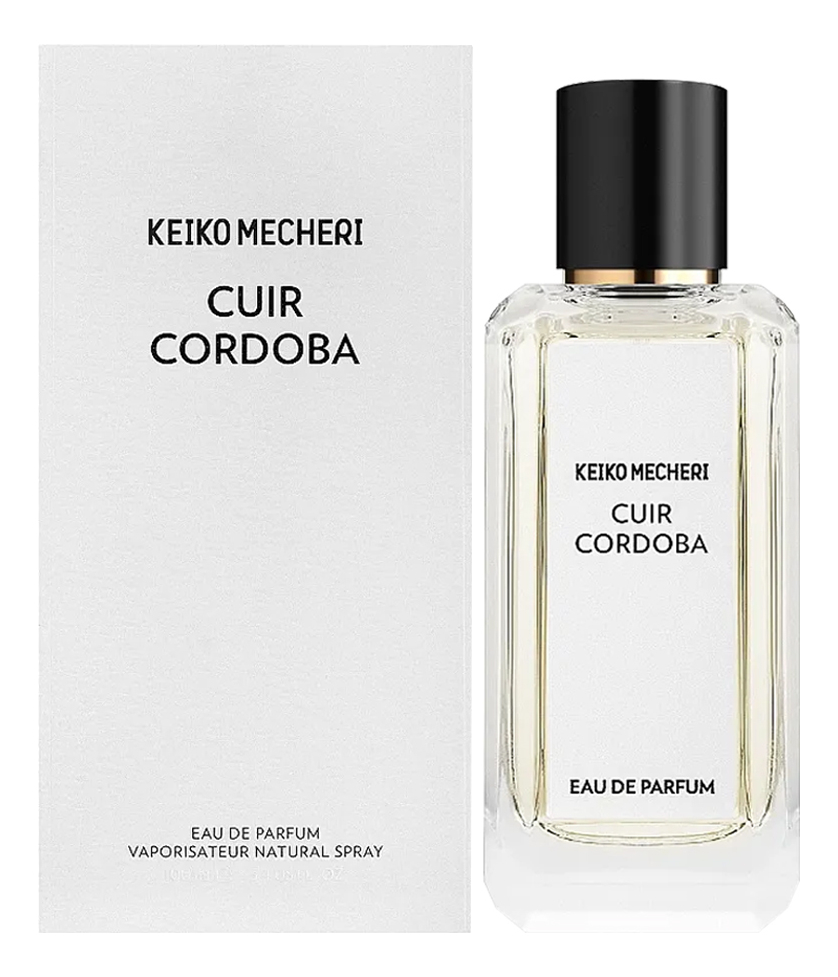 KEIKO MECHERI
CUIR
CORDOBA
EAU DE PARFUM
VAPORISATEUR NATURAL SPRAY
KEIKO MECHERI
CUIR
CORDOBA
EAU DE PARFUM